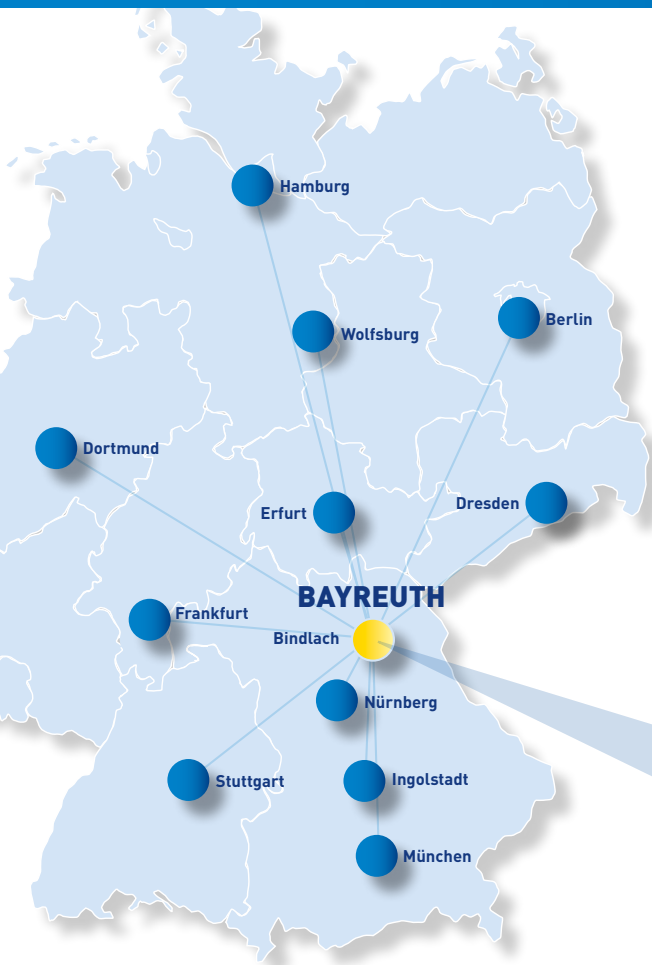 Hamburg
Berlin
Wolfsburg
Dortmund
Dresden
Erfurt
BAYREUTH
Frankfurt
Bindlach
Nürnberg
Ingolstadt
Stuttgart
München